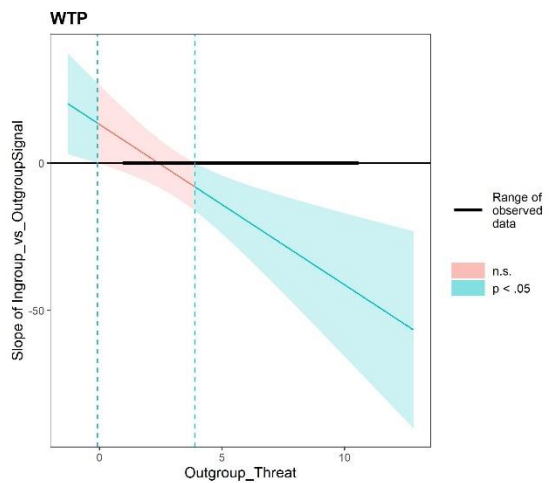 WTP
Slope of Ingroup_vs_OutgroupSignal
0
-50
0
5
10
Outgroup_Threat
Range of
observed
data
n.s.
p < .05